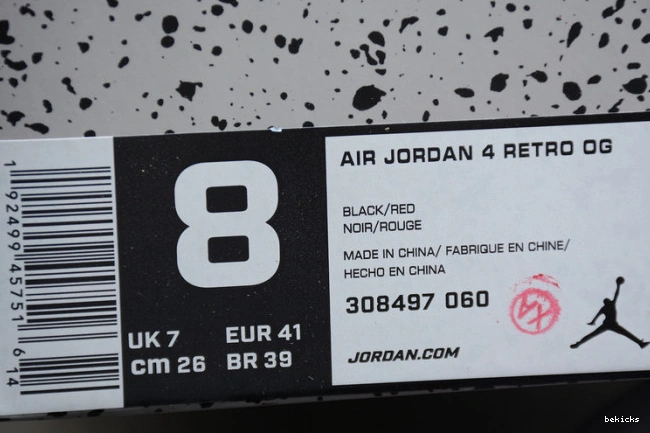 1 92499 45751 6 14
8
UK 7 EUR 41
cm 26 BR 39
AIR JORDAN 4 RETRO OG
BLACK/RED
NOIR/ROUGE
MADE IN CHINA/ FABRIQUE EN CHINE/
HECHO EN CHINA
308497 060
JORDAN.COM
bekicks